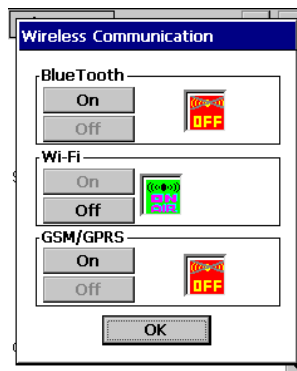 Wireless Communication
BlueTooth
On
OFF
Off
Wi-Fi
On
ON AIR
Off
GSM/GPRS
On
OFF
Off
OK